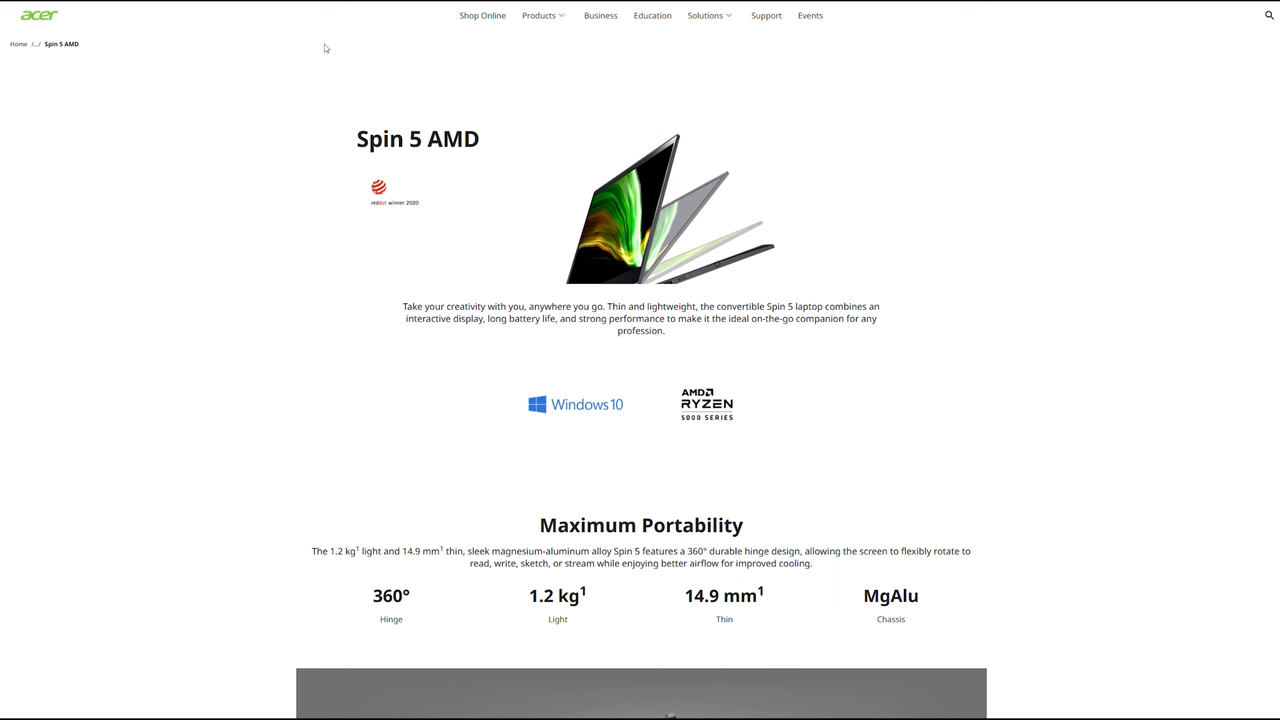 acer
Shop Online Products Business Education Solutions Support Events
Home /../ Spin 5 AMD
Spin 5 AMD
reddot winner 2020
Take your creativity with you, anywhere you go. Thin and lightweight, the convertible Spin 5 laptop combines an
interactive display, long battery life, and strong performance to make it the ideal on-the-go companion for any
profession.
Windows 10
AMD
RYZEN
5000 SERIES
Maximum Portability
The 1.2 kg1 light and 14.9 mm1 thin, sleek magnesium-aluminum alloy Spin 5 features a 360° durable hinge design, allowing the screen to flexibly rotate to
read, write, sketch, or stream while enjoying better airflow for improved cooling.
360° 1.2 kg1 14.9 mm1 MgAlu
Hinge Light Thin Chassis